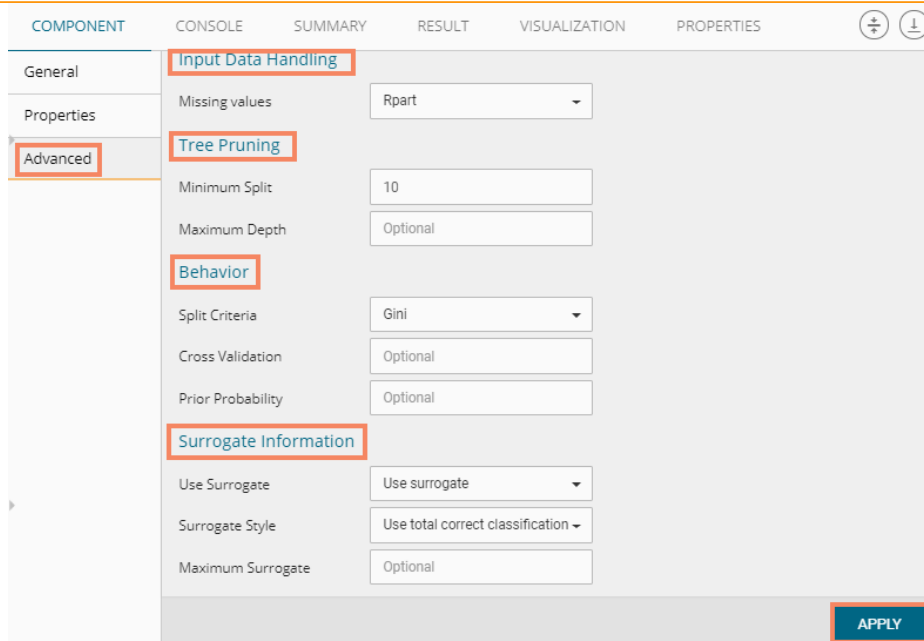 COMPONENT CONSOLE SUMMARY RESULT VISUALIZATION PROPERTIES
General
Properties
Advanced
Input Data Handling
Missing values Rpart
Tree Pruning
Minimum Split 10
Maximum Depth Optional
Behavior
Split Criteria Gini
Cross Validation Optional
Prior Probability Optional
Surrogate Information
Use Surrogate Use surrogate
Surrogate Style Use total correct classification
Maximum Surrogate Optional
APPLY